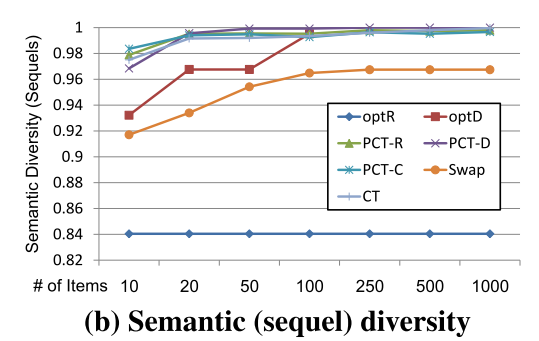 Semantic Diversity (Sequels)
1
0.98
0.96
0.94
0.92
0.9
0.88
0.86
0.84
0.82
optR optD
PCT-R PCT-D
PCT-C Swap
CT
# of Items 10 20 50 100 250 500 1000
(b) Semantic (sequel) diversity